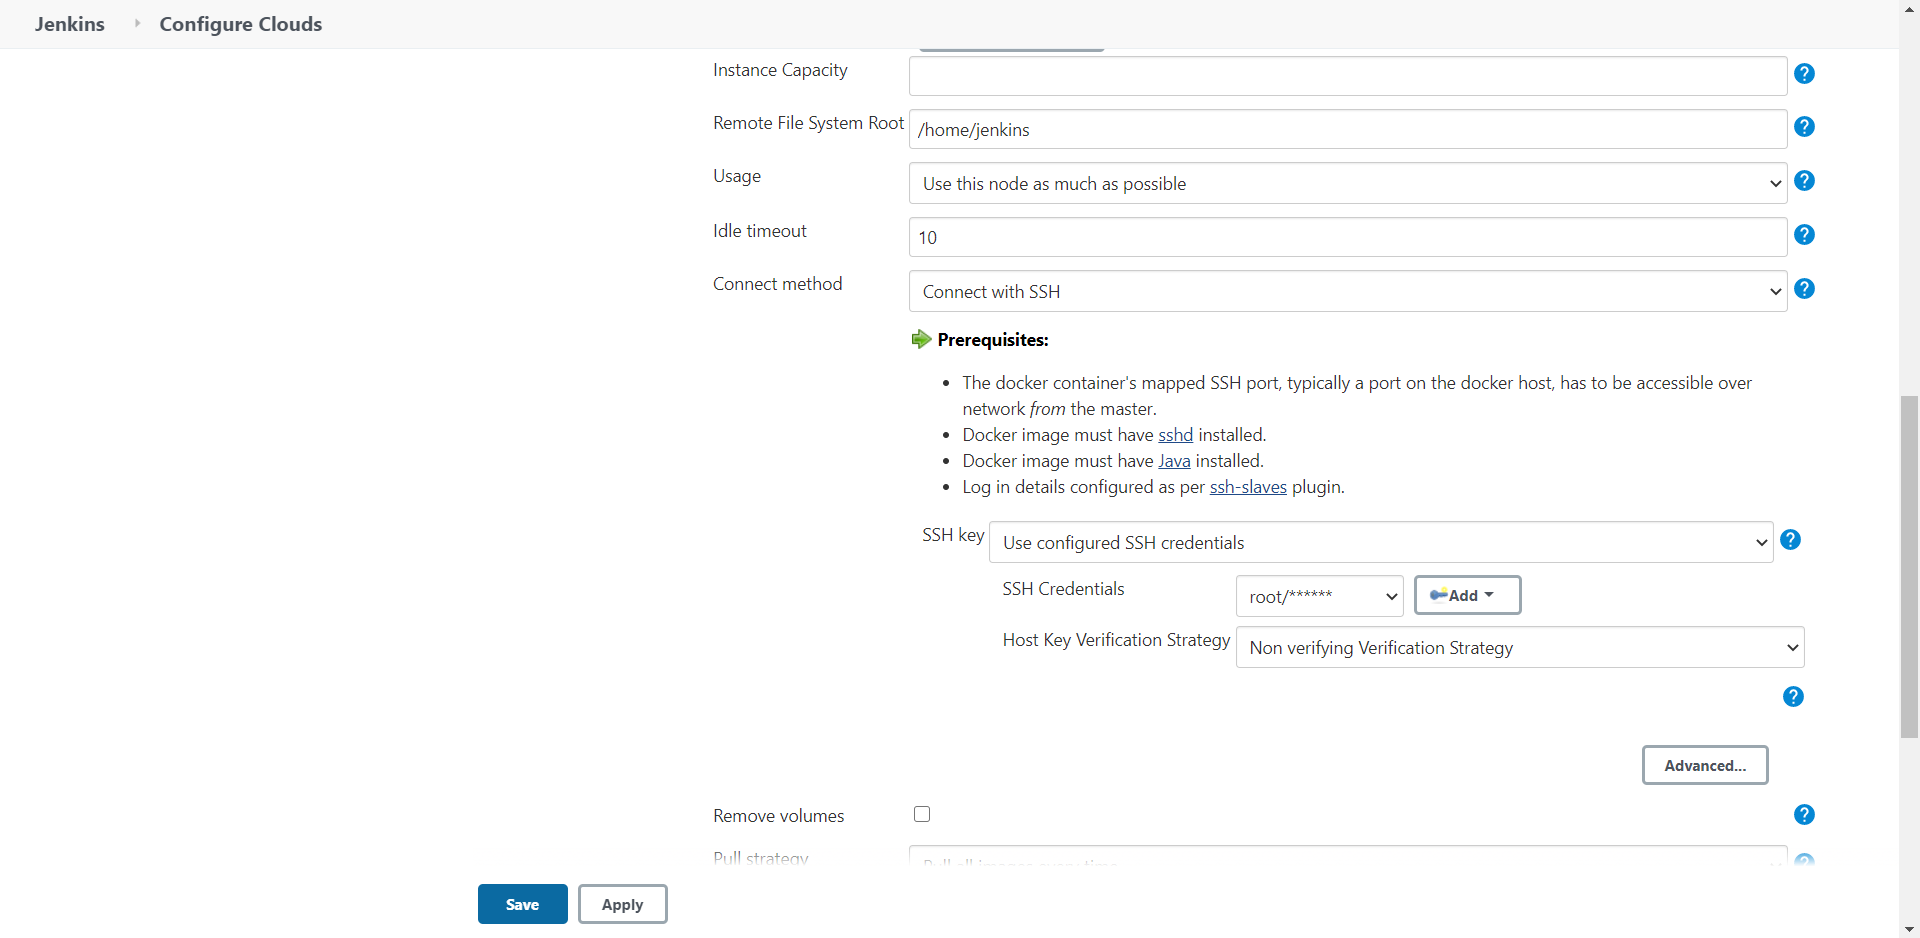 Jenkins
Configure Clouds
Instance Capacity
Remote File System Root
/home/jenkins
Usage
Use this node as much as possible
Idle timeout
10
Connect method
Connect with SSH
Prerequisites:
The docker container's mapped SSH port, typically a port on the docker host, has to be accessible over
network from the master.
Docker image must have sshd installed.
Docker image must have Java installed.
Log in details configured as per ssh-slaves plugin.
SSH key
Use configured SSH credentials
SSH Credentials
root/******
Add
Host Key Verification Strategy
Non verifying Verification Strategy
Advanced...
Remove volumes
Pull strategy
Pull all images every time
Save
Apply